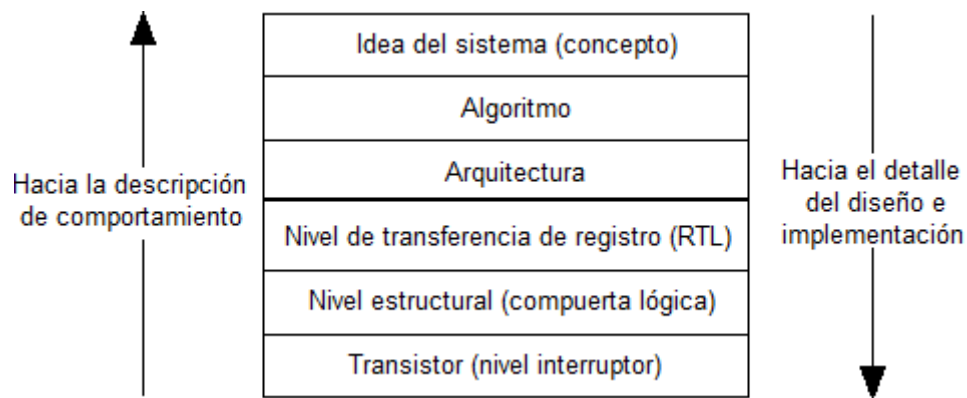 Idea del sistema (concepto)
Algoritmo
Arquitectura
Nivel de transferencia de registro (RTL)
Nivel estructural (compuerta lógica)
Transistor (nivel interruptor)
Hacia la descripción
de comportamiento
Hacia el detalle
del diseño e
implementación